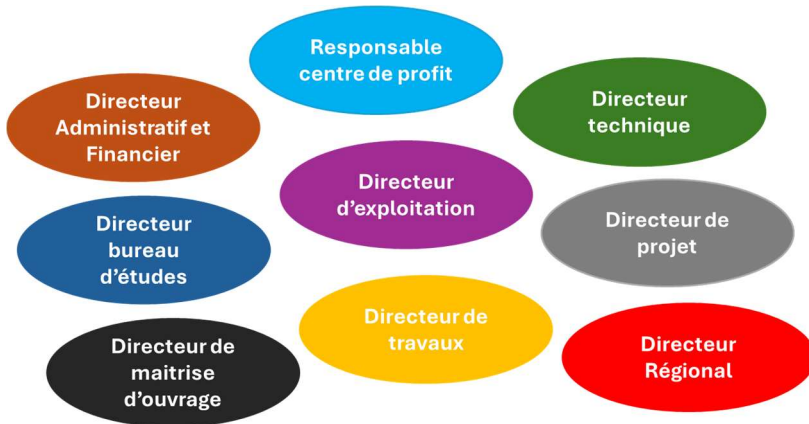 Responsable
centre de profit
Directeur
Administratif et
Financier
Directeur
technique
Directeur
d'exploitation
Directeur
bureau
d'études
Directeur de
projet
Directeur de
travaux
Directeur de
maitrise
d'ouvrage
Directeur
Régional